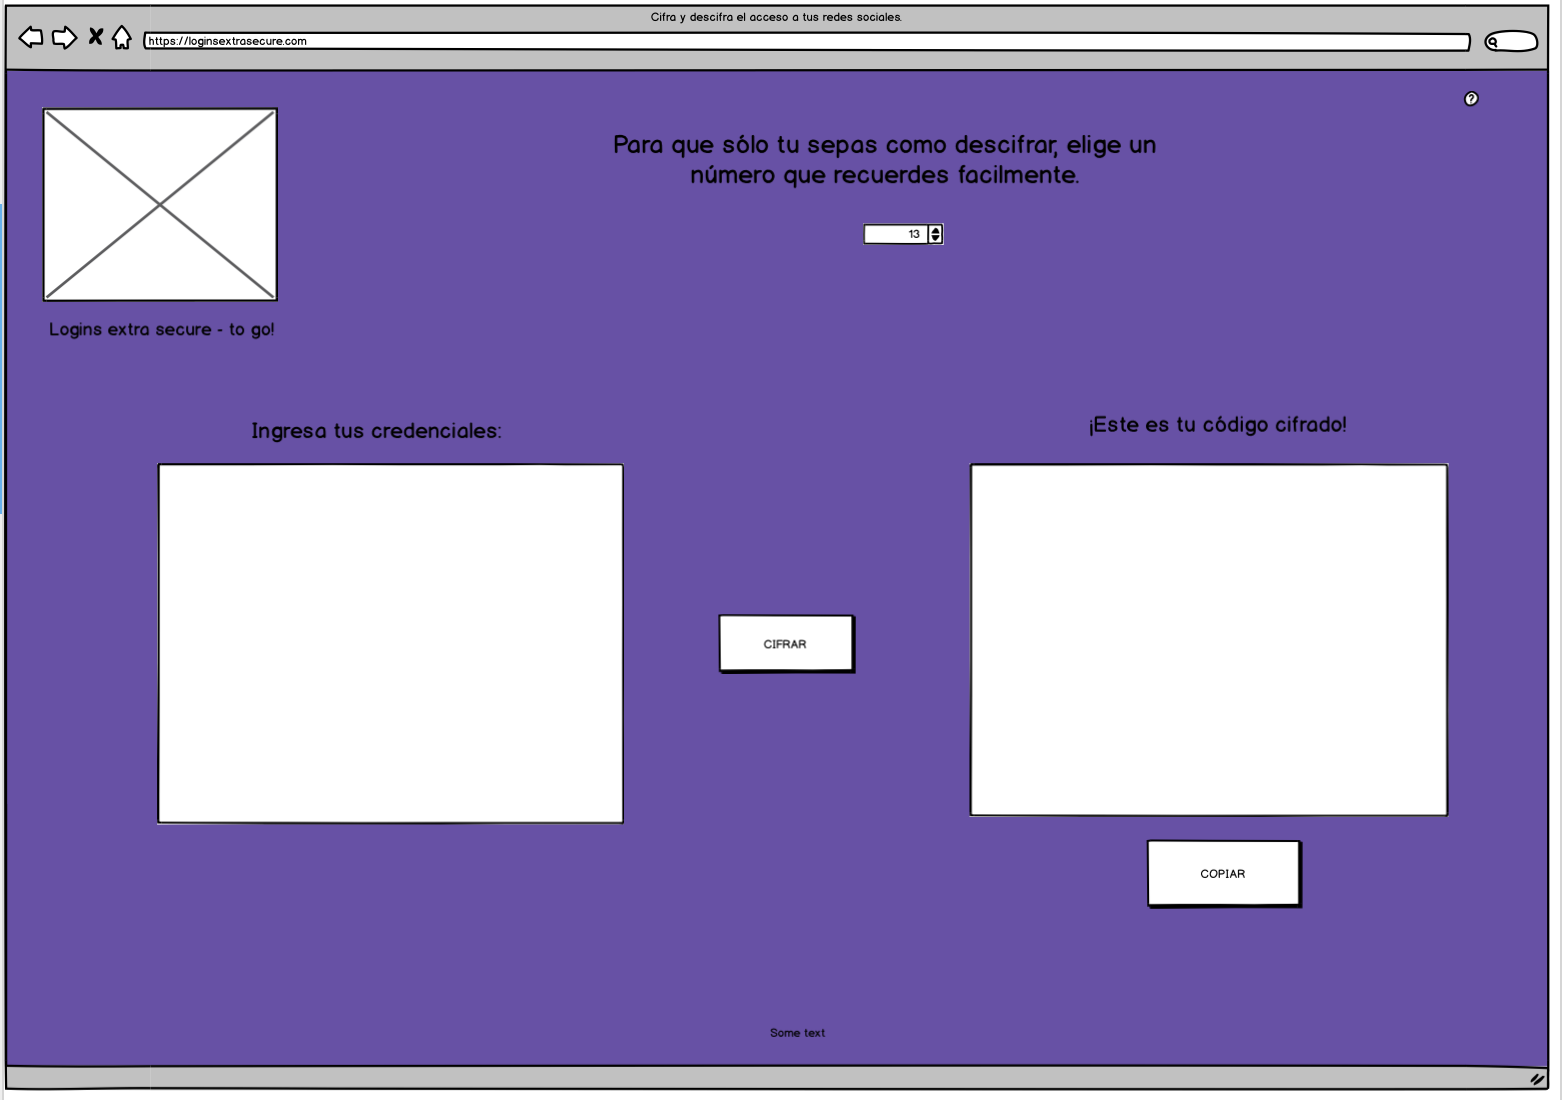 Cifra y descifra el acceso a tus redes sociales.
https://loginsextrasecure.com
?
Para que sólo tu sepas como descifrar, elige un
número que recuerdes facilmente.
13
Logins extra secure - to go!
Ingresa tus credenciales:
¡Este es tu código cifrado!
CIFRAR
COPIAR
Some text